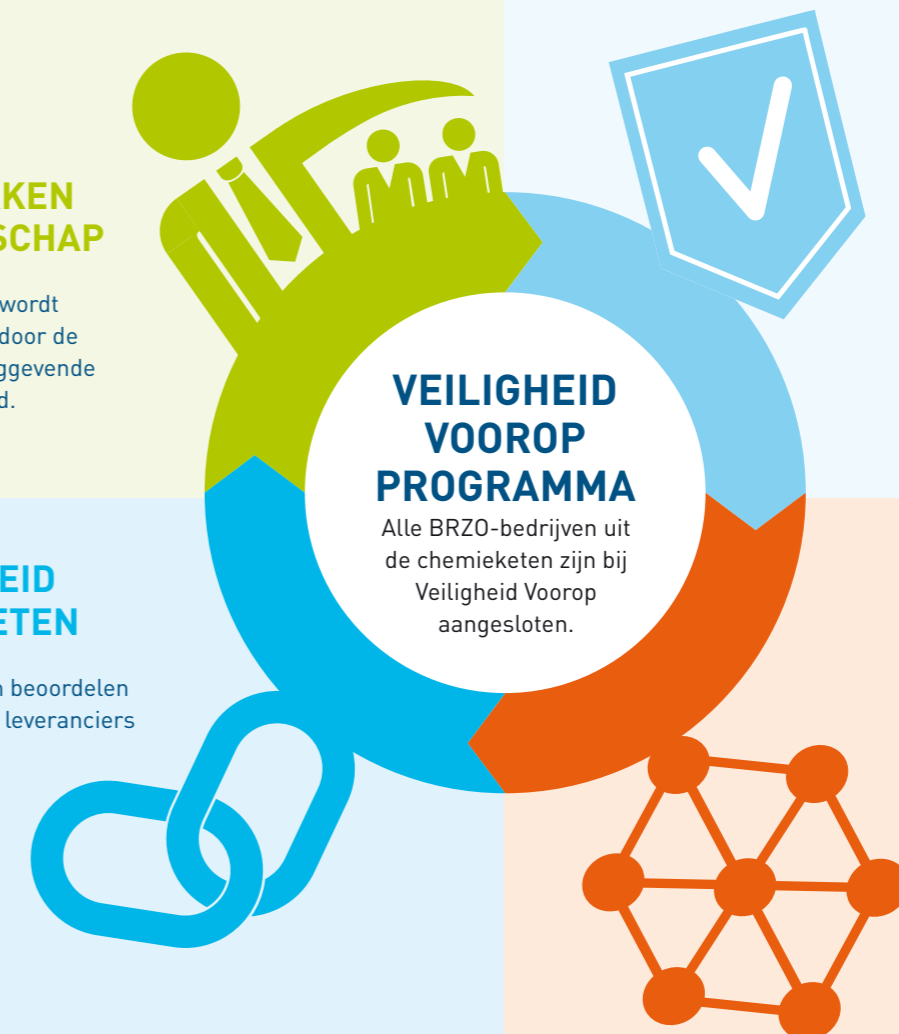 KEN
SCHAP
wordt
door de
ggevende
d.
VEILIGHEID
VOOROP
PROGRAMMA
Alle BRZO-bedrijven uit
de chemieketen zijn bij
Veiligheid Voorop
aangesloten.
EID
ETEN
n beoordelen
leveranciers